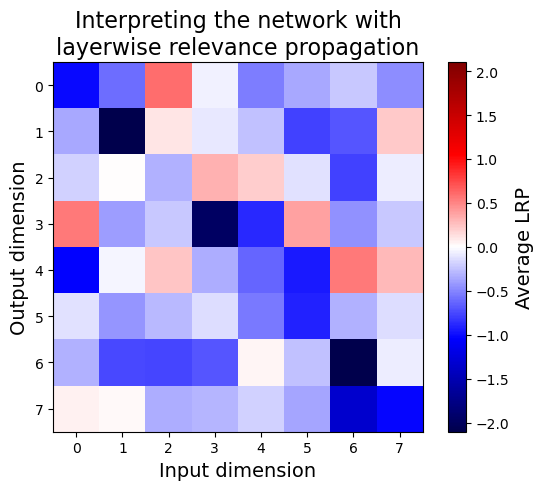 Interpreting the network with
layerwise relevance propagation
Output dimension
0
1
2
3
4
5
6
7
0 1 2 3 4 5 6 7
Input dimension
2.0
1.5
1.0
0.5
0.0
−0.5
−1.0
−1.5
−2.0
Average LRP